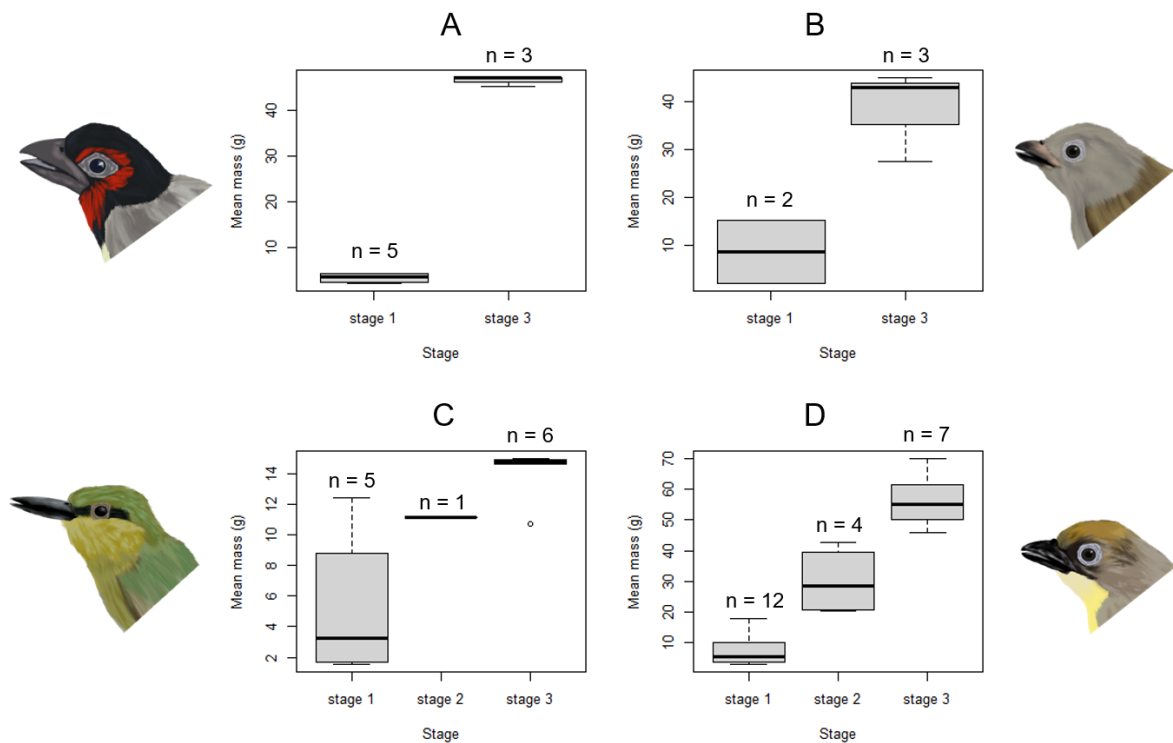 A
n = 3
n = 5
Mean mass (g)
40
30
20
10
stage 1 stage 3
Stage
B
n = 3
n = 2
Mean mass (g)
40
30
20
10
stage 1 stage 3
Stage
C
n = 6
n = 5
n = 1
Mean mass (g)
14
12
10
8
6
4
2
stage 1 stage 2 stage 3
Stage
D
n = 7
n = 4
n = 12
Mean mass (g)
70
60
50
40
30
20
10
stage 1 stage 2 stage 3
Stage